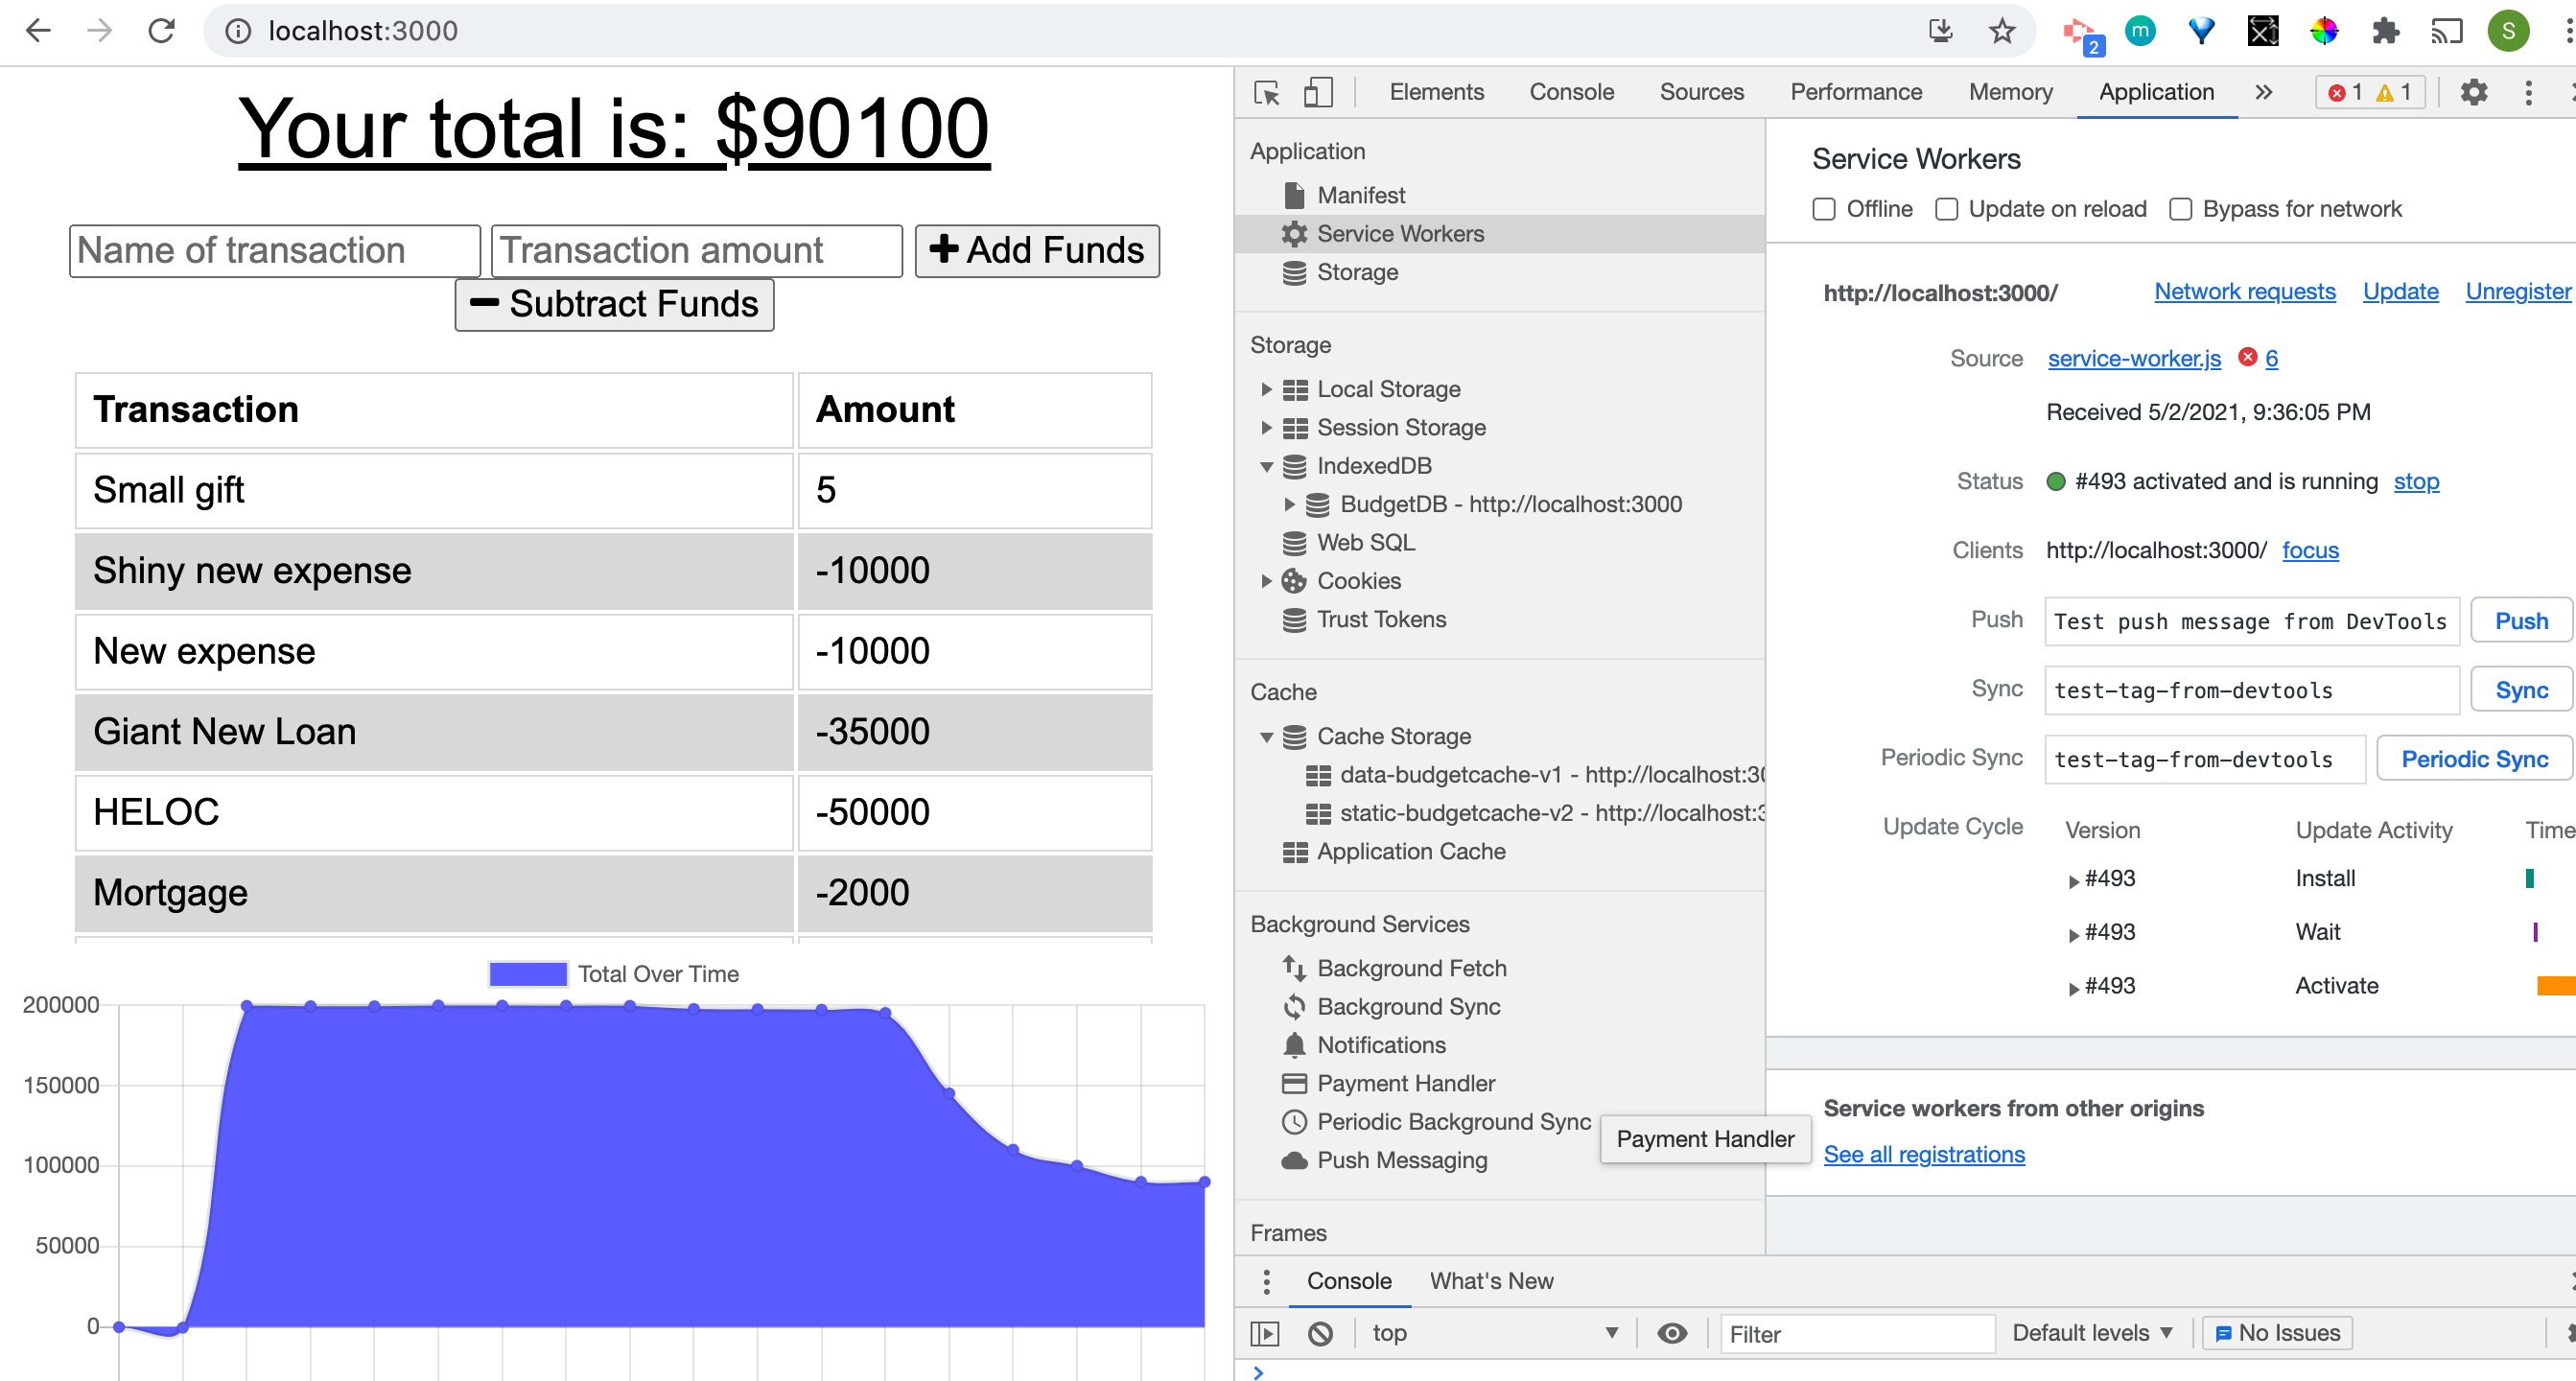 localhost:3000
2
m
S
Your total is: $90100
Name of transaction
Transaction amount
Add Funds
Subtract Funds
Transaction Amount
Small gift 5
Shiny new expense -10000
New expense -10000
Giant New Loan -35000
HELOC -50000
Mortgage -2000
Total Over Time
200000
150000
100000
50000
0
Elements Console Sources Performance Memory Application 1 1
Application
Manifest
Service Workers
Storage
Storage
Local Storage
Session Storage
IndexedDB
BudgetDB - http://localhost:3000
Web SQL
Cookies
Trust Tokens
Cache
Cache Storage
data-budgetcache-v1 - http://localhost:30
static-budgetcache-v2 - http://localhost:3
Application Cache
Background Services
Background Fetch
Background Sync
Notifications
Payment Handler
Periodic Background Sync
Payment Handler
Push Messaging
Frames
Service Workers
Offline Update on reload Bypass for network
http://localhost:3000/ Network requests Update Unregister
Source service-worker.js 6
Received 5/2/2021, 9:36:05 PM
Status #493 activated and is running stop
Clients http://localhost:3000/ focus
Push Test push message from DevTools Push
Sync test-tag-from-devtools Sync
Periodic Sync test-tag-from-devtools Periodic Sync
Update Cycle Version Update Activity Time
#493 Install
#493 Wait
#493 Activate
Service workers from other origins
See all registrations
Console What's New
top Filter Default levels No Issues